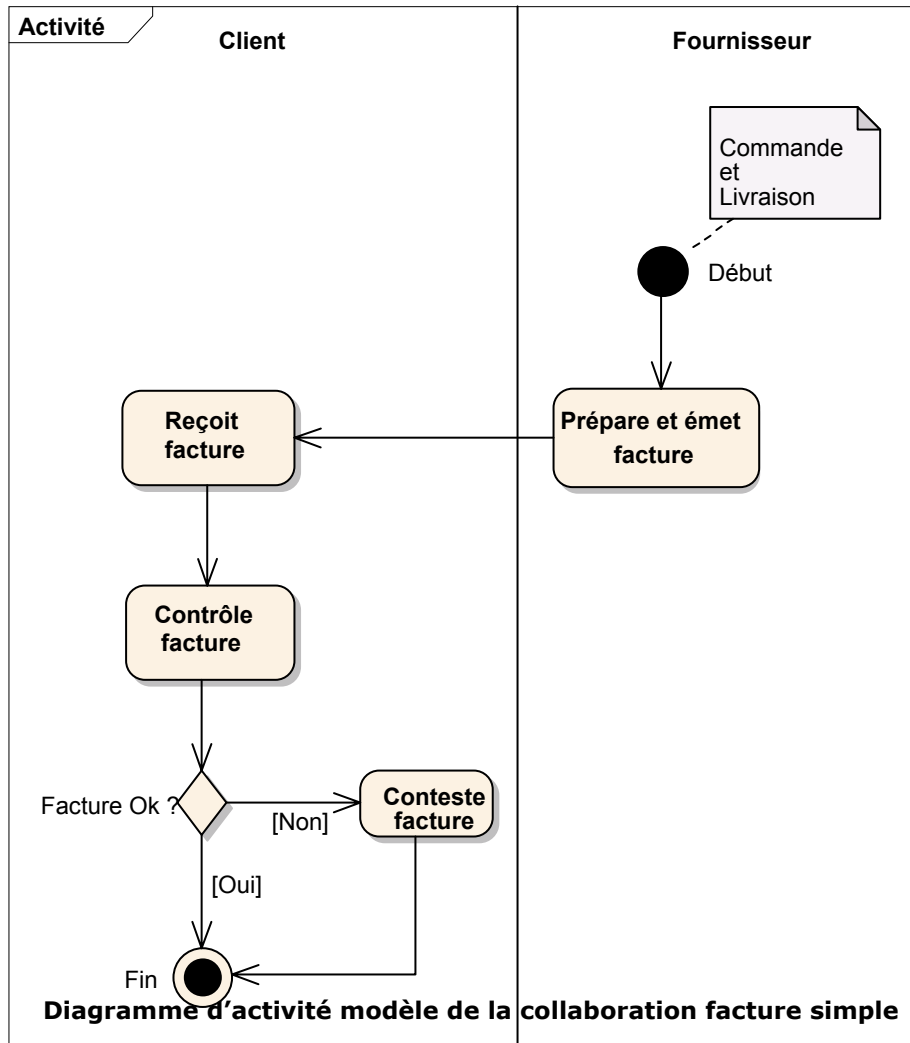 Activité
Client
Fournisseur
Commande
et
Livraison
Début
Prépare et émet
facture
Reçoit
facture
Contrôle
facture
Facture Ok ?
[Non]
Conteste
facture
[Oui]
Fin
Diagramme d'activité modèle de la collaboration facture simple